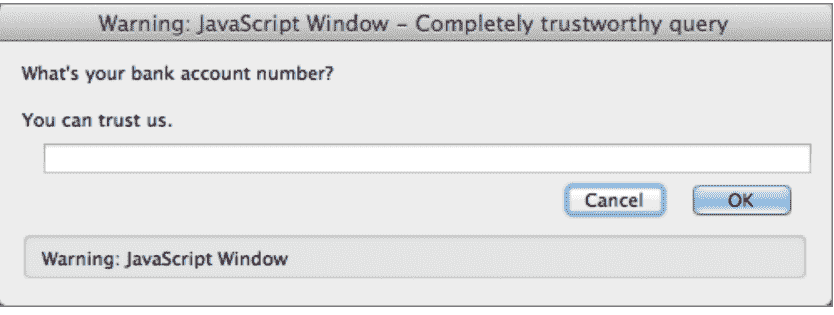 Warning: JavaScript Window – Completely trustworthy query
What's your bank account number?
You can trust us.
Cancel OK
Warning: JavaScript Window